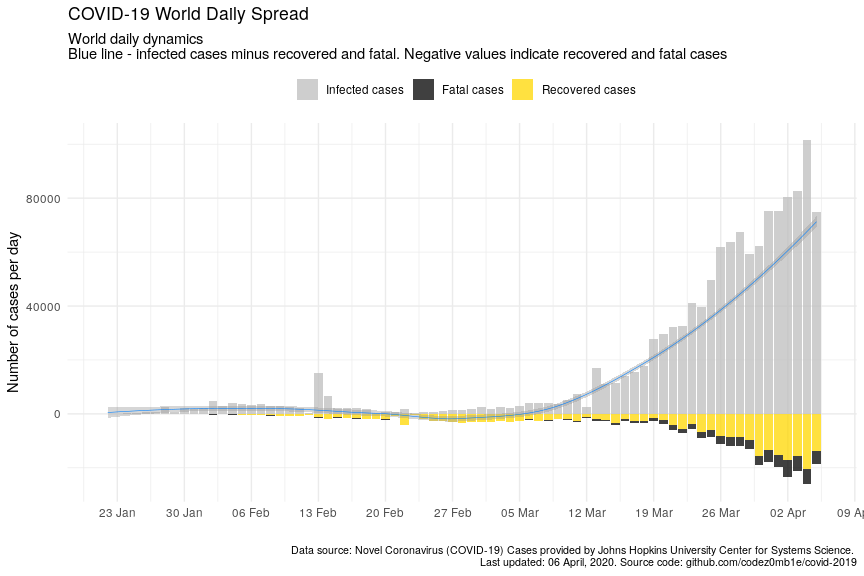 COVID-19 World Daily Spread
World daily dynamics
Blue line - infected cases minus recovered and fatal. Negative values indicate recovered and fatal cases
Infected cases Fatal cases Recovered cases
Number of cases per day
80000
40000
0
23 Jan 30 Jan 06 Feb 13 Feb 20 Feb 27 Feb 05 Mar 12 Mar 19 Mar 26 Mar 02 Apr 09 Ap
Data source: Novel Coronavirus (COVID-19) Cases provided by Johns Hopkins University Center for Systems Science.
Last updated: 06 April, 2020. Source code: github.com/codez0mb1e/covid-2019